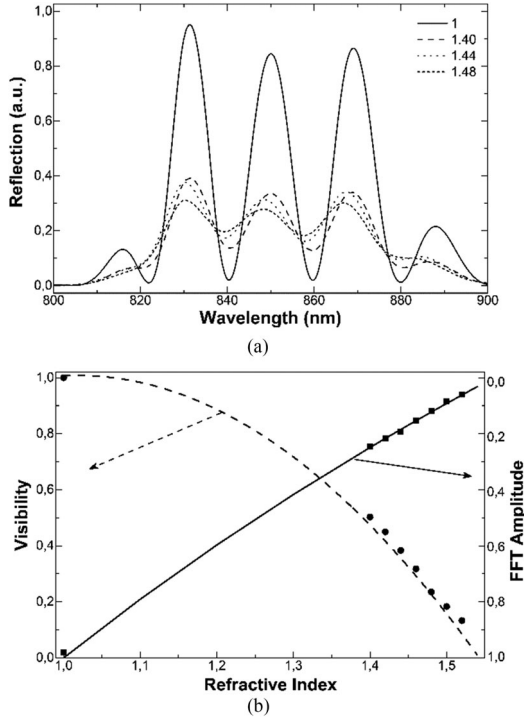 (a)
1
1.40
1.44
1.48
Reflection (a.u.)
1,0
0,8
0,6
0,4
0,2
0,0
800 820 840 860 880 900
Wavelength (nm)
(a)
Visibility
1,0
0,8
0,6
0,4
0,2
0,0
0,0
0,2
0,4
0,6
0,8
1,0
FFT Amplitude
1,0 1,1 1,2 1,3 1,4 1,5
Refractive Index
(b)